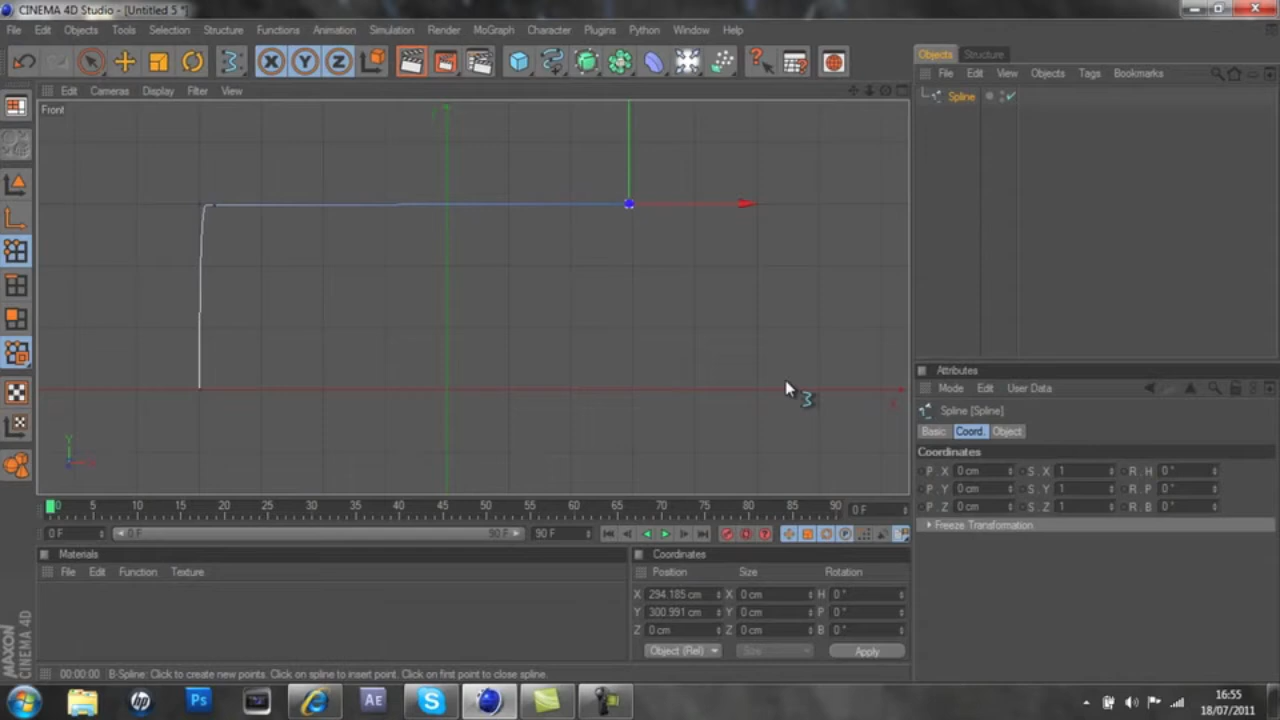 CINEMA 4D Studio - [Untitled 5 *]
File Edit Objects Tools Selection Structure Functions Animation Simulation Render MoGraph Character Plugins Python Window Help
X Y Z
Objects Structure
File Edit View Objects Tags Bookmarks
Edit Cameras Display Filter View
Spline
Front
Attributes
Mode Edit User Data
Spline [Spline]
Basic Coord. Object
Coordinates
P . X 0 cm S . X 1 R . H 0 °
P . Y 0 cm S . Y 1 R . P 0 °
P . Z 0 cm S . Z 1 R . B 0 °
Freeze Transformation
Y
X
0 5 10 15 20 25 30 35 40 45 50 55 60 65 70 75 80 85 90 0 F
0 F 0 F 90 F 90 F
Materials
File Edit Function Texture
Coordinates
Position Size Rotation
X 294.185 cm X 0 cm H 0 °
Y 300.991 cm Y 0 cm P 0 °
Z 0 cm Z 0 cm B 0 °
Object (Rel) Size Apply
MAXON
CINEMA 4D
00:00:00 B-Spline: Click to create new points. Click on spline to insert point. Click on first point to close spline.
hp Ps Ae S
16:55
18/07/2011